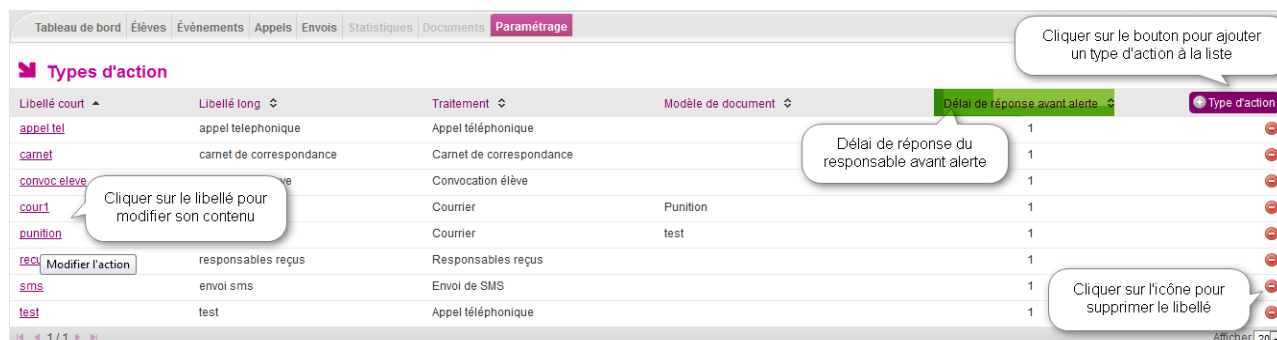 Tableau de bord Élèves Évènements Appels Envois Statistiques Documents Paramétrage
Cliquer sur le bouton pour ajouter
un type d'action à la liste
Types d'action
Libellé court Libellé long Traitement Modèle de document Délai de réponse avant alerte Type d'action
appel tel appel telephonique Appel téléphonique 1
Délai de réponse du
responsable avant alerte
carnet carnet de correspondance Carnet de correspondance 1
convoc eleve Convocation élève 1
Cliquer sur le libellé pour
modifier son contenu
cour1 Courrier Punition 1
punition Courrier test 1
Modifier l'action
responsables reçus Responsables reçus 1
sms envoi sms Envoi de SMS 1
Cliquer sur l'icône pour
supprimer le libellé
test test Appel téléphonique 1
1 / 1 Afficher 20